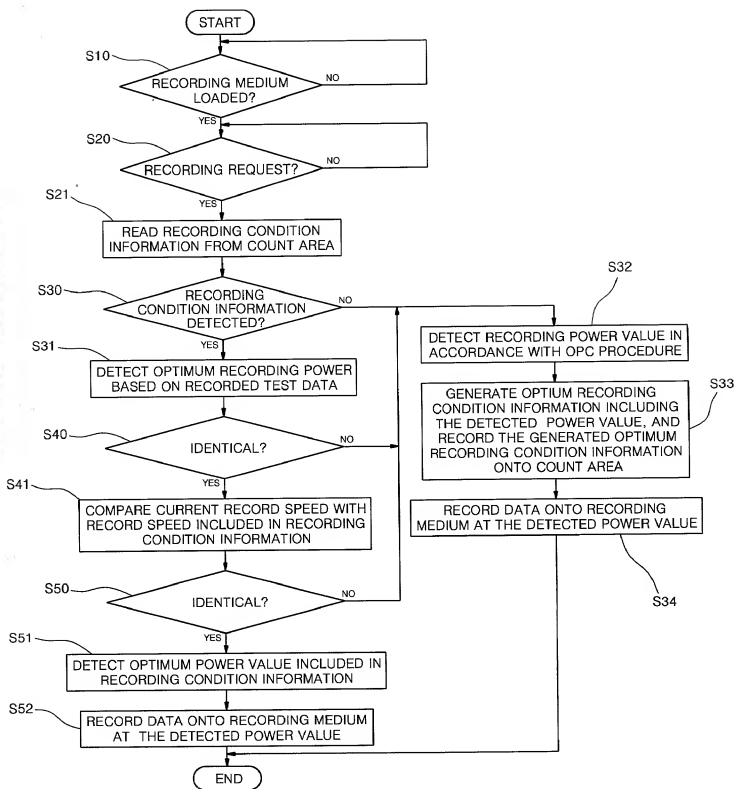 START
S10
RECORDING MEDIUM
LOADED?
NO
YES
S20
RECORDING REQUEST?
NO
YES
S21
READ RECORDING CONDITION
INFORMATION FROM COUNT AREA
S30
RECORDING
CONDITION INFORMATION
DETECTED?
NO
YES
S31
DETECT OPTIMUM RECORDING POWER
BASED ON RECORDED TEST DATA
S40
IDENTICAL?
NO
YES
S41
COMPARE CURRENT RECORD SPEED WITH
RECORD SPEED INCLUDED IN RECORDING
CONDITION INFORMATION
S50
IDENTICAL?
NO
YES
S51
DETECT OPTIMUM POWER VALUE INCLUDED IN
RECORDING CONDITION INFORMATION
S52
RECORD DATA ONTO RECORDING MEDIUM
AT THE DETECTED POWER VALUE
END
S32
DETECT RECORDING POWER VALUE IN
ACCORDANCE WITH OPC PROCEDURE
S33
GENERATE OPTIUM RECORDING
CONDITION INFORMATION INCLUDING
THE DETECTED POWER VALUE, AND
RECORD THE GENERATED OPTIMUM
RECORDING CONDITION INFORMATION
ONTO COUNT AREA
RECORD DATA ONTO RECORDING
MEDIUM AT THE DETECTED POWER VALUE
S34